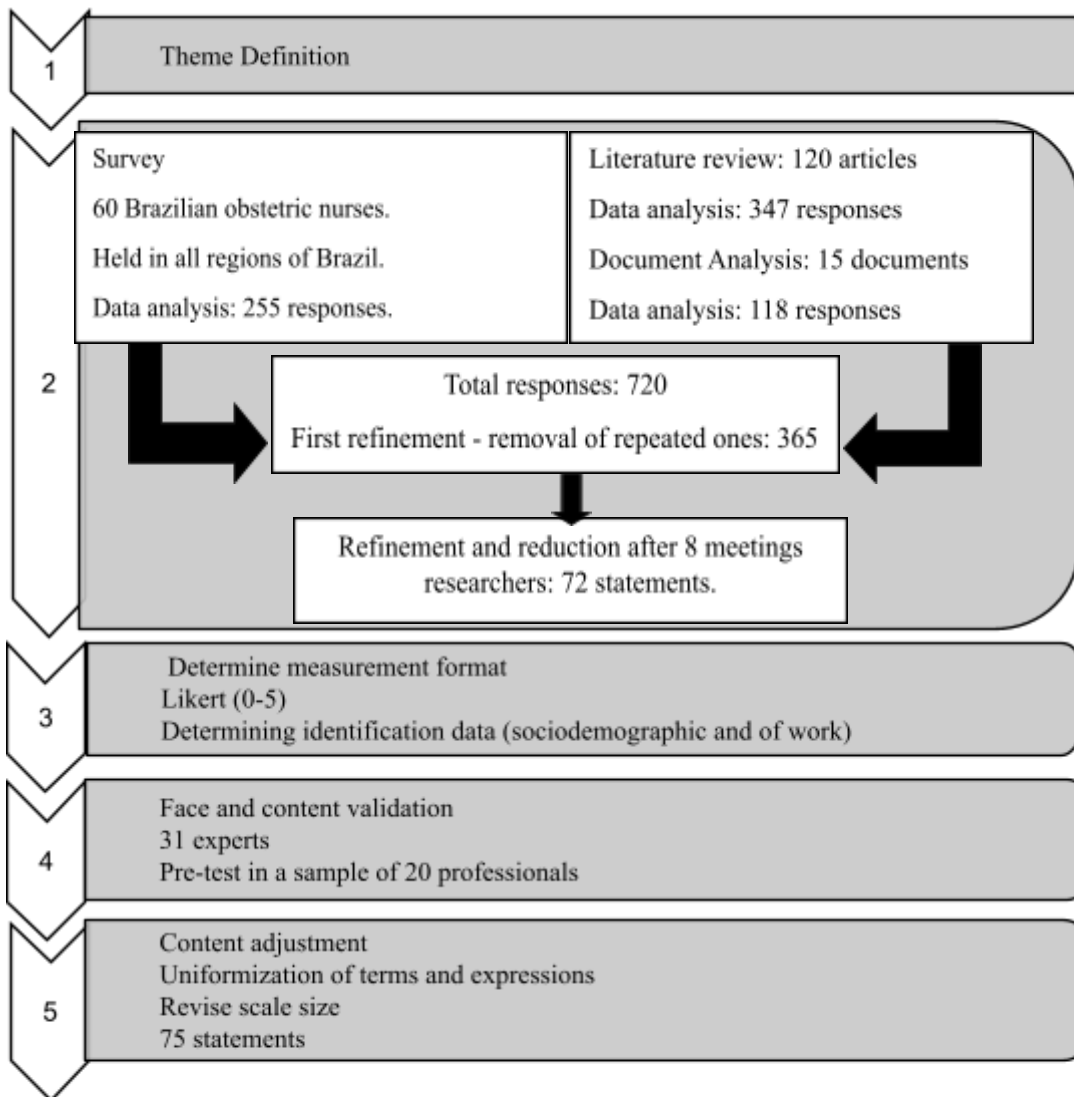 1
Theme Definition
2
Survey
60 Brazilian obstetric nurses.
Held in all regions of Brazil.
Data analysis: 255 responses.
Literature review: 120 articles
Data analysis: 347 responses
Document Analysis: 15 documents
Data analysis: 118 responses
Total responses: 720
First refinement - removal of repeated ones: 365
Refinement and reduction after 8 meetings
researchers: 72 statements.
3
Determine measurement format
Likert (0-5)
Determining identification data (sociodemographic and of work)
4
Face and content validation
31 experts
Pre-test in a sample of 20 professionals
5
Content adjustment
Uniformization of terms and expressions
Revise scale size
75 statements